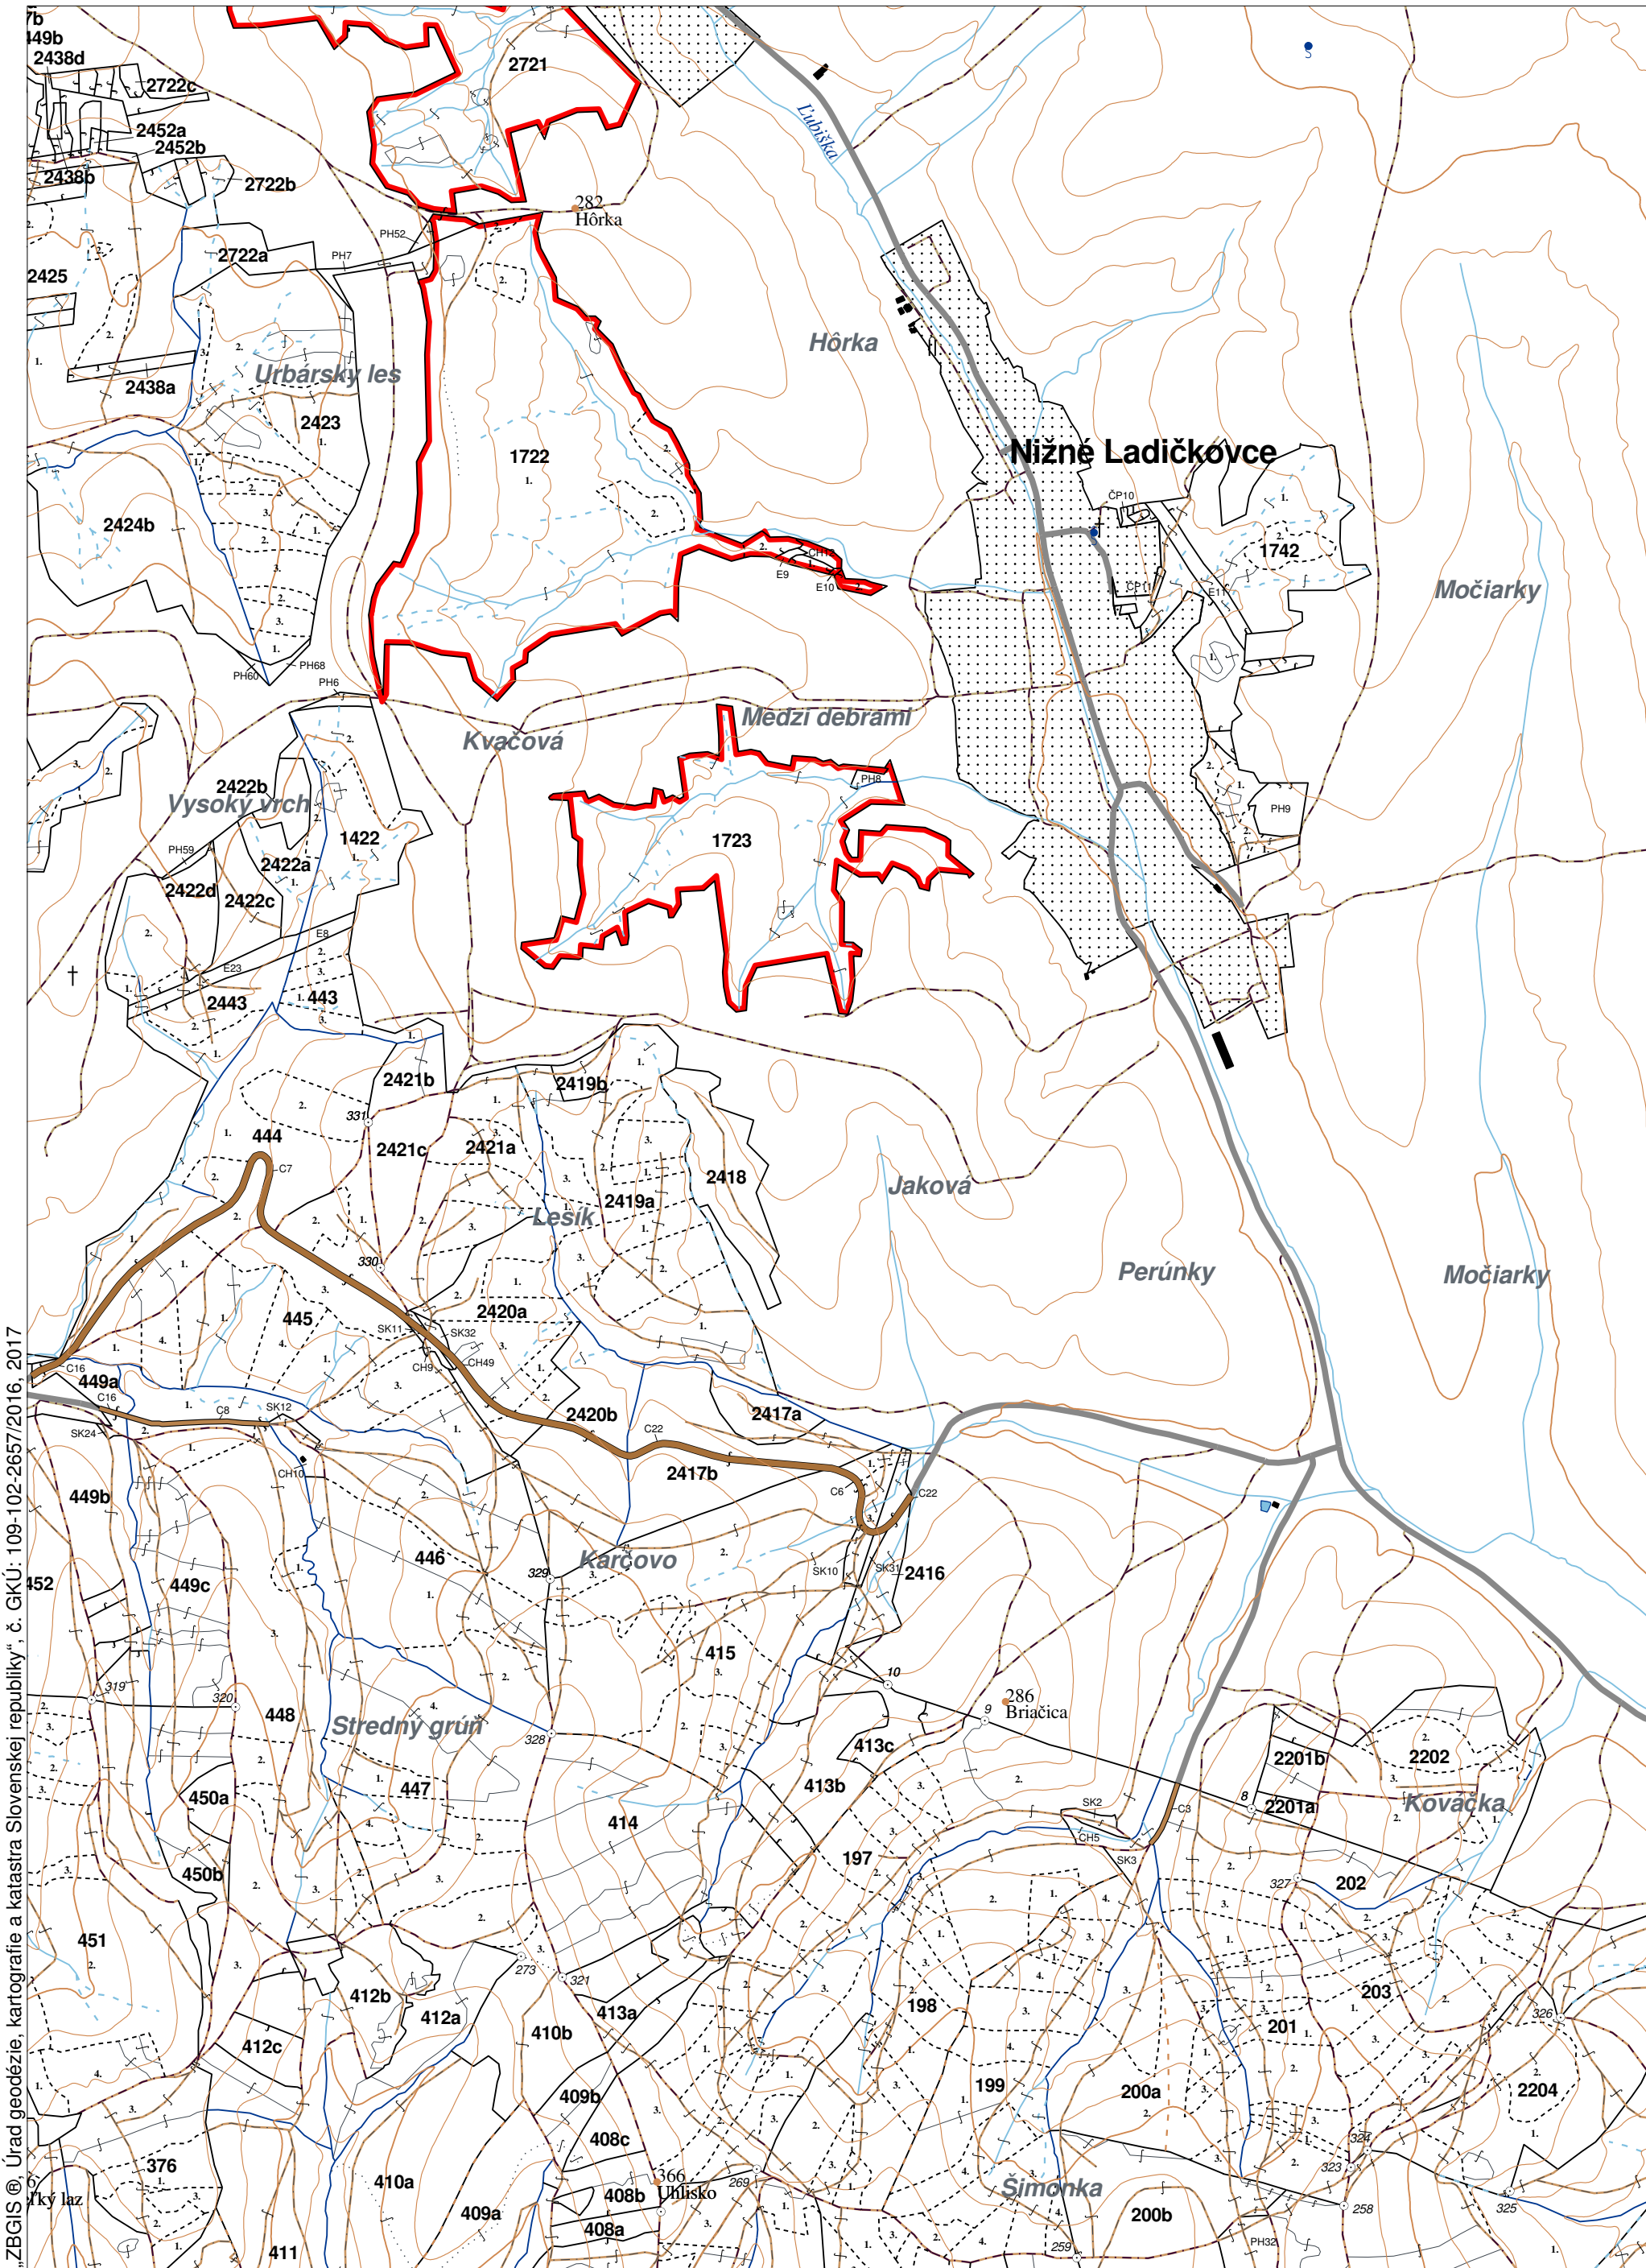 7b
449b
2438d
2722c
2721
2452a
2452b
2438b
2722b
Ľubiška
282
Hôrka
PH52
PH7
2722a
2425
2438a
Urbársky les
2423
Hôrka
1722
Nižné Ladičkovce
2424b
ČP10
1742
CH13
E9
E10
ČP11
E11
Močiarky
PH60
PH68
PH6
Kvačová
Medzi debrami
2422b
Vysoký vrch
1422
PH8
PH9
1723
PH59
2422a
2422d
2422c
E8
E23
2443
443
2421b
2419b
331
444
C7
2421c
2421a
2418
2419a
Lesík
Jaková
Perúnky
Močiarky
330
2420a
445
SK11
SK32
CH9
CH49
C16
449a
C16
C8
SK12
2420b
2417a
SK24
C22
2417b
CH10
C6
C22
449b
446
Karčovo
329
SK10
SK31
2416
452
449c
415
319
320
10
286
Briačica
9
448
Stredný grúň
328
413c
2201b
2202
450a
447
413b
SK2
C3
8
2201a
Kováčka
414
CH5
197
SK3
450b
327
202
451
273
321
412b
412a
413a
410b
198
203
326
201
412c
199
200a
2204
409b
408c
324
323
376
410a
366
Uhlisko
269
408b
Šimonka
258
325
ľký laz
409a
408a
200b
411
259
PH32
„ZBGIS ®, Úrad geodézie, kartografie a katastra Slovenskej republiky“, č. GKÚ: 109-102-2657/2016, 2017